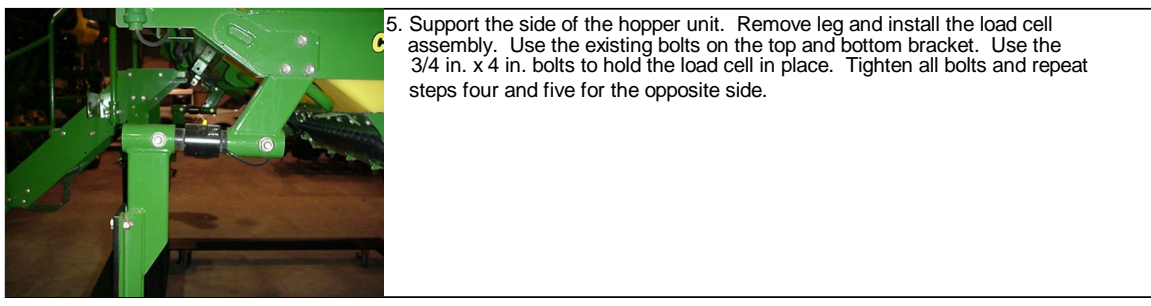 5. Support the side of the hopper unit. Remove leg and install the load cell
assembly. Use the existing bolts on the top and bottom bracket. Use the
3/4 in. x 4 in. bolts to hold the load cell in place. Tighten all bolts and repeat
steps four and five for the opposite side.